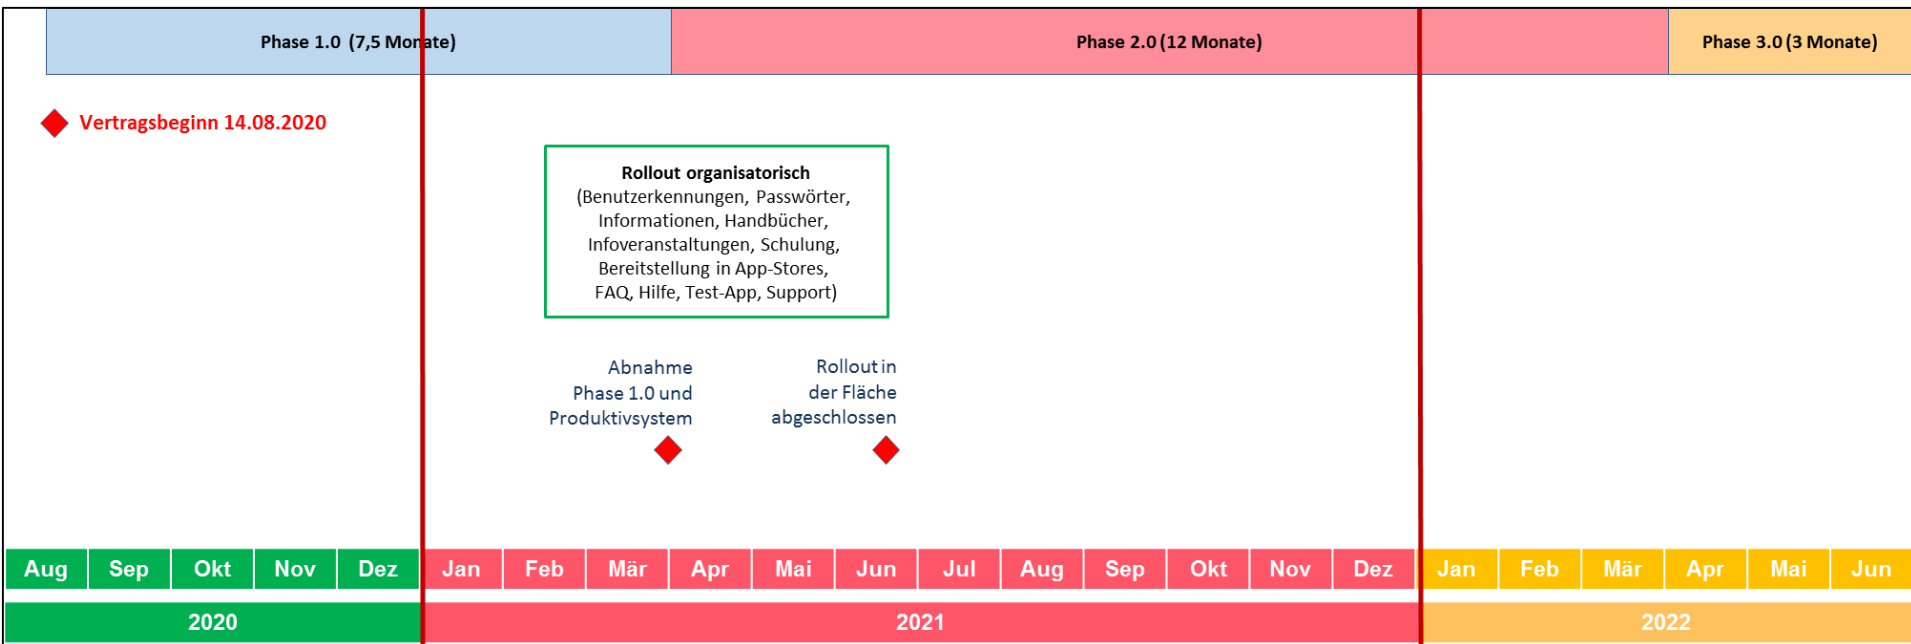 Phase 1.0 (7,5 Monate)
Phase 2.0 (12 Monate)
Phase 3.0 (3 Monate)
Vertragsbeginn 14.08.2020
Rollout organisatorisch
(Benutzerkennungen, Passwörter,
Informationen, Handbücher,
Infoveranstaltungen, Schulung,
Bereitstellung in App-Stores,
FAQ, Hilfe, Test-App, Support)
Abnahme
Phase 1.0 und
Produktivsystem
Rollout in
der Fläche
abgeschlossen
Aug Sep Okt Nov Dez Jan Feb Mär Apr Mai Jun Jul Aug Sep Okt Nov Dez Jan Feb Mär Apr Mai Jun
2020 2021 2022